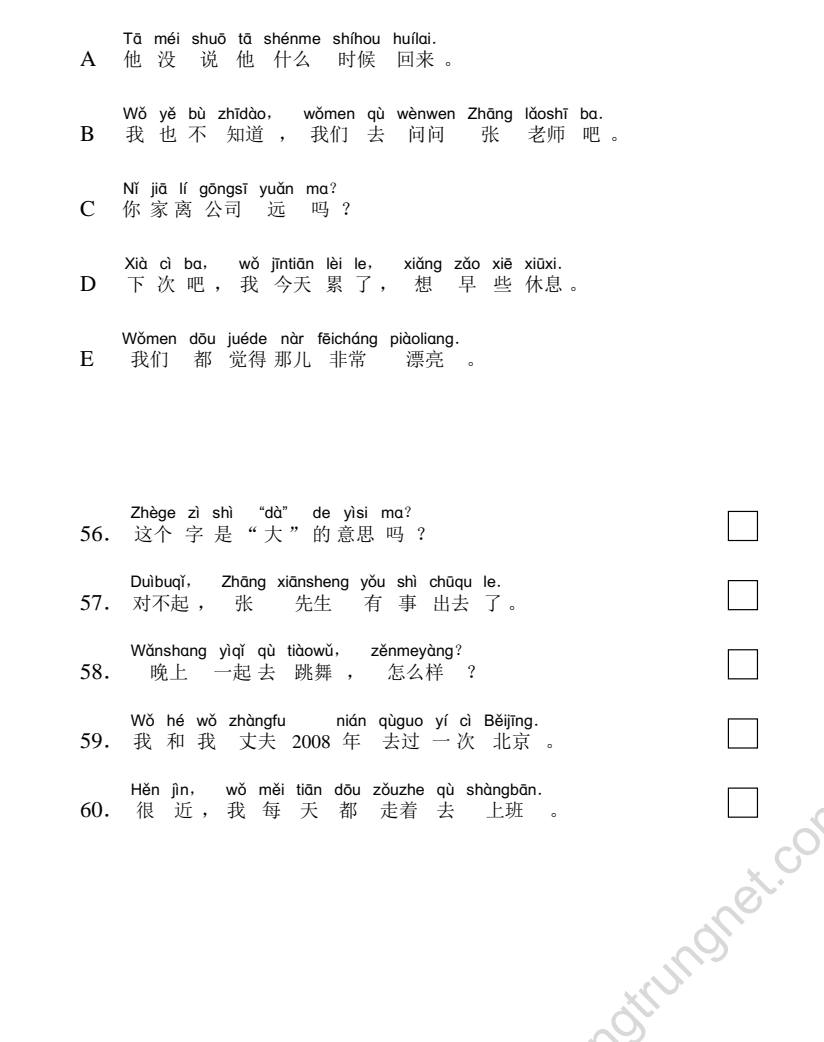 Tā méi shuō tā shénme shíhou huílai.
A 他 没 说 他 什么 时候 回来 。
Wǒ yě bù zhīdào, wǒmen qù wènwen Zhāng lǎoshī ba.
B 我 也 不 知道 ， 我们 去 问问 张 老师 吧 。
Nǐ jiā lí gōngsī yuǎn ma?
C 你 家 离 公司 远 吗 ？
Xià cì ba, wǒ jīntiān lèi le, xiǎng zǎo xiē xiūxi.
D 下 次 吧 ， 我 今天 累 了 ， 想 早 些 休息 。
Wǒmen dōu juéde nàr fēicháng piàoliang.
E 我们 都 觉得 那儿 非常 漂亮 。
Zhège zì shì “dà” de yìsi ma?
56. 这个 字 是 “ 大 ” 的 意思 吗 ？
Duìbuqǐ, Zhāng xiānsheng yǒu shì chūqu le.
57. 对不起 ， 张 先生 有 事 出去 了 。
Wǎnshang yìqǐ qù tiàowǔ, zěnmeyàng?
58. 晚上 一起 去 跳舞 ， 怎么样 ？
Wǒ hé wǒ zhàngfu nián qùguo yí cì Běijīng.
59. 我 和 我 丈夫 2008 年 去过 一 次 北京 。
Hěn jìn, wǒ měi tiān dōu zǒuzhe qù shàngbān.
60. 很 近 ， 我 每 天 都 走着 去 上班 。
ngtrungnet.com